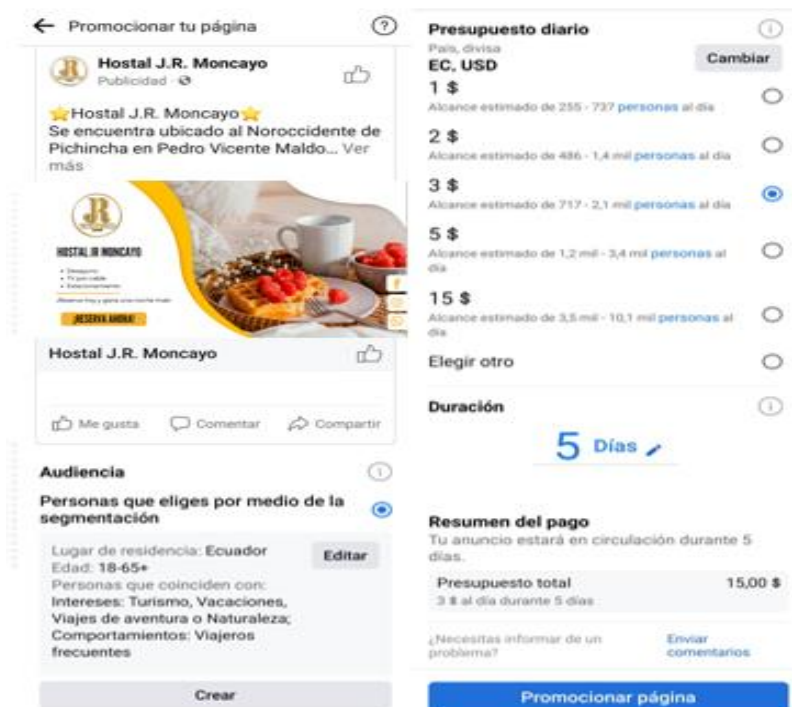 Promocionar tu página
Hostal J.R. Moncayo
Publicidad
Hostal J.R. Moncayo
Se encuentra ubicado al Noroccidente de
Pichincha en Pedro Vicente Maldo... Ver
más
HOSTAL JR MONCAYO
• Desayuno
• TV por cable
• Estacionamiento
¡RESERVA AHORA!
Hostal J.R. Moncayo
Me gusta Comentar Compartir
Audiencia
Personas que eliges por medio de la
segmentación
Lugar de residencia: Ecuador
Editar
Edad: 18-65+
Personas que coinciden con:
Intereses: Turismo, Vacaciones,
Viajes de aventura o Naturaleza;
Comportamientos: Viajeros
frecuentes
Crear
Presupuesto diario
País, divisa
EC, USD
Cambiar
1 $
Alcance estimado de 255 - 737 personas al día
2 $
Alcance estimado de 486 - 1,4 mil personas al día
3 $
Alcance estimado de 717 - 2,1 mil personas al día
5 $
Alcance estimado de 1,2 mil - 3,4 mil personas al
día
15 $
Alcance estimado de 3,5 mil - 10,1 mil personas al
día
Elegir otro
Duración
5 Días
Resumen del pago
Tu anuncio estará en circulación durante 5
días.
Presupuesto total 15,00 $
3 $ al día durante 5 días
¿Necesitas informar de un
problema?
Enviar
comentarios
Promocionar página